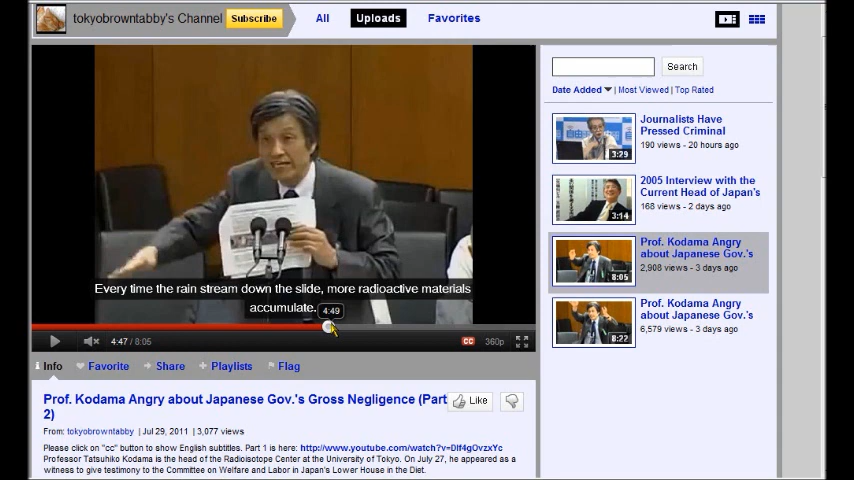 tokyobrowntabby's Channel
Subscribe
All
Uploads
Favorites
Search
Date Added | Most Viewed | Top Rated
Journalists Have
Pressed Criminal
190 views - 20 hours ago
3:29
2005 Interview with the
Current Head of Japan's
168 views - 2 days ago
3:14
Prof. Kodama Angry
about Japanese Gov.'s
2,908 views - 3 days ago
8:05
Prof. Kodama Angry
about Japanese Gov.'s
6,579 views - 3 days ago
8:22
Every time the rain stream down the slide, more radioactive materials
accumulate.
4:49
4:47 / 8:05
CC
360p
Info
Favorite
Share
Playlists
Flag
Prof. Kodama Angry about Japanese Gov.'s Gross Negligence (Part
2)
Like
From: tokyobrowntabby | Jul 29, 2011 | 3,077 views
Please click on "cc" button to show English subtitles. Part 1 is here: http://www.youtube.com/watch?v=Dlf4gOvzxYc
Professor Tatsuhiko Kodama is the head of the Radioisotope Center at the University of Tokyo. On July 27, he appeared as a
witness to give testimony to the Committee on Welfare and Labor in Japan's Lower House in the Diet.